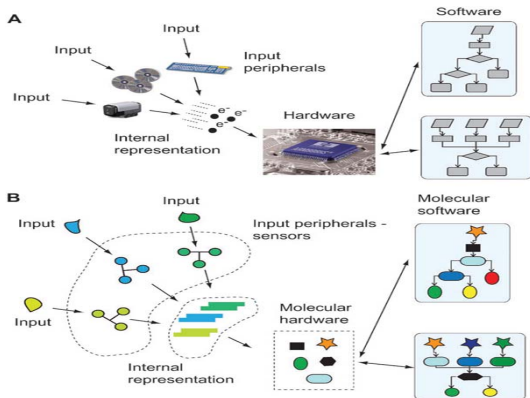 A
Software
Input
Input
Input
peripherals
Input
e-
e-
e-
Hardware
Internal
representation
B
Input
Input
Input peripherals -
sensors
Molecular
software
Input
Molecular
hardware
Internal
representation